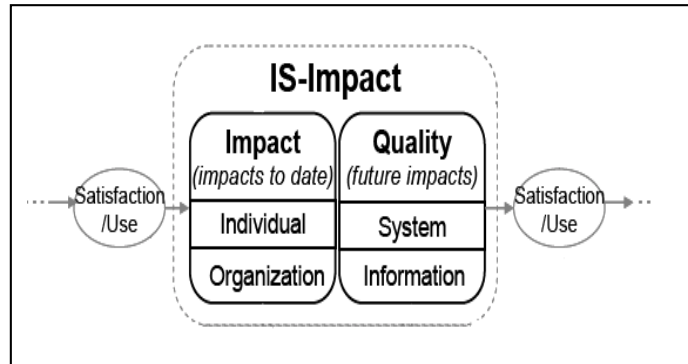 IS-Impact
Satisfaction
/Use
Impact
(impacts to date)
Individual
Organization
Quality
(future impacts)
System
Information
Satisfaction
/Use